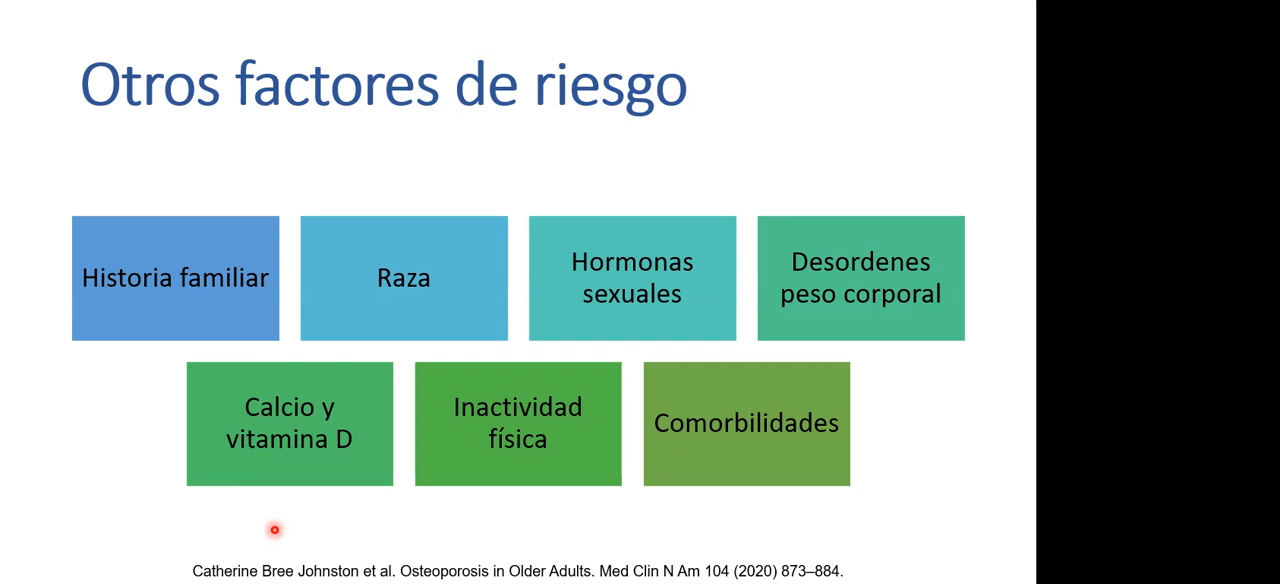 Otros factores de riesgo
Historia familiar
Raza
Hormonas
sexuales
Desordenes
peso corporal
Calcio y
vitamina D
Inactividad
física
Comorbilidades
Catherine Bree Johnston et al. Osteoporosis in Older Adults. Med Clin N Am 104 (2020) 873–884.